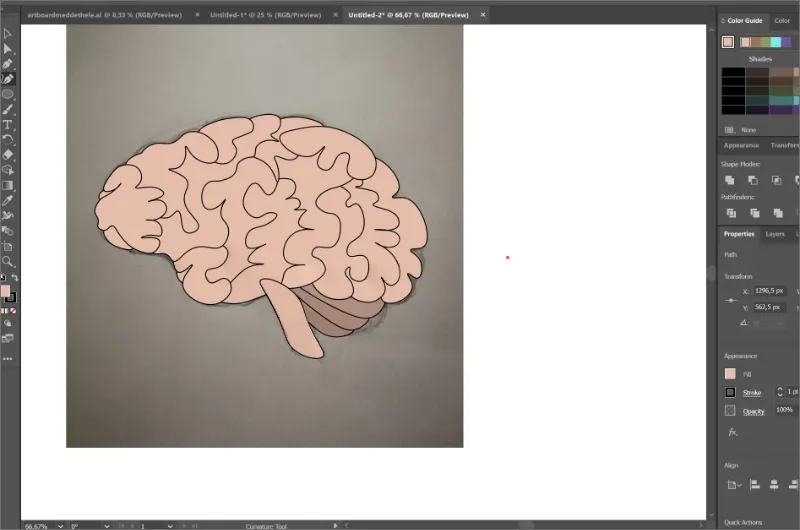 artboardmeddethele.ai @ 8,33 % (RGB/Preview)
Untitled-1* @ 25 % (RGB/Preview)
Untitled-2* @ 66,67 % (RGB/Preview)
Color Guide
Color
Shades
None
Appearance
Transform
Shape Modes:
Pathfinders:
Properties
Layers
L
Path
Transform
X: 1296,5 px
Y: 562,5 px
Appearance
Fill
Stroke
1 pt
Opacity
100%
fx.
Align
Quick Actions
66,67%
0°
1
Curvature Tool